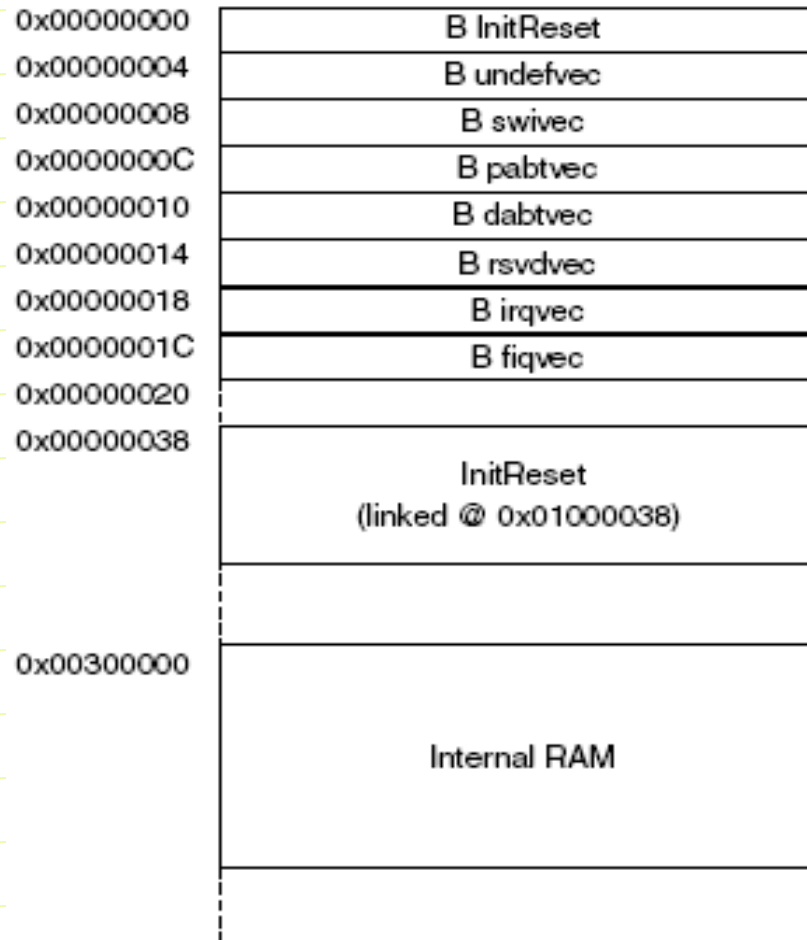 0x00000000 B InitReset
0x00000004 B undefvec
0x00000008 B swivec
0x0000000C B pabtvec
0x00000010 B dabtvec
0x00000014 B rsvdvec
0x00000018 B irqvec
0x0000001C B fiqvec
0x00000020
0x00000038
InitReset
(linked @ 0x01000038)
0x00300000
Internal RAM